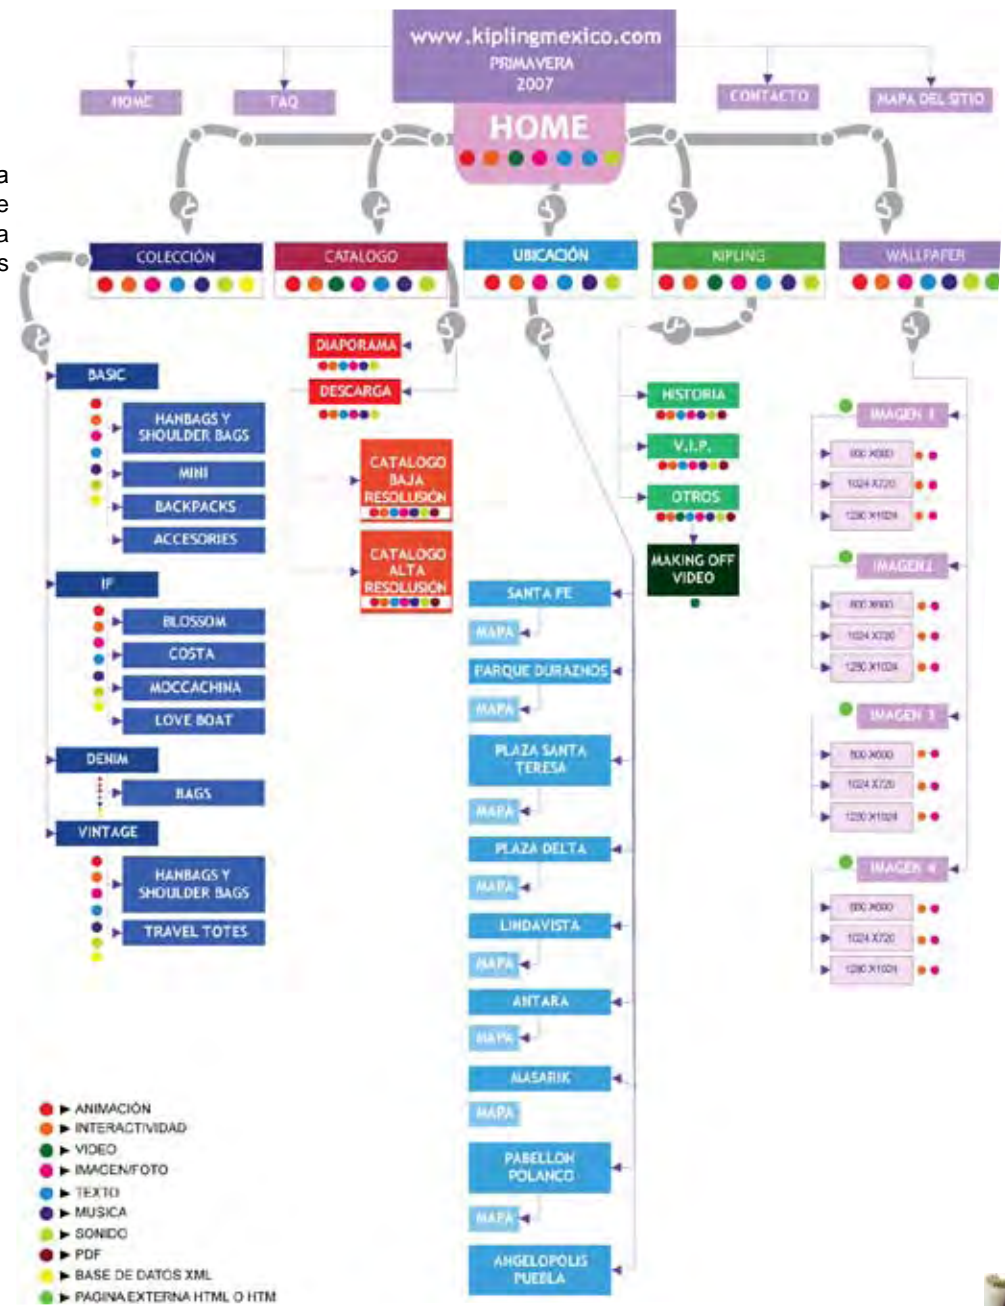 www.kiplingmexico.com
PRIMAVERA
2007
HOME
FAQ
CONTACTO
MAPA DEL SITIO
HOME
a
e
a
s
COLECCIÓN
CATALOGO
UBICACIÓN
KIPLING
WALLPAPER
BASIC
HANBAGS Y
SHOULDER BAGS
MINI
BACKPACKS
ACCESORIES
IF
BLOSSOM
COSTA
MOCCACHINA
LOVE BOAT
DENIM
BAGS
VINTAGE
HANBAGS Y
SHOULDER BAGS
TRAVEL TOTES
DIAPORAMA
DESCARGA
CATALOGO
BAJA
RESOLUSIÓN
CATALOGO
ALTA
RESOLUSIÓN
SANTA FE
MAPA
PARQUE DURAZNOS
MAPA
PLAZA SANTA
TERESA
MAPA
PLAZA DELTA
MAPA
LINDAVISTA
MAPA
ANTARA
MAPA
MASARIK
MAPA
PABELLON
POLANCO
MAPA
ANGELOPOLIS
PUEBLA
HISTORIA
V.I.P.
OTROS
MAKING OFF
VIDEO
IMAGEN 1
800 X600
1024 X720
1280 X1024
IMAGEN2
800 X600
1024 X720
1280 X1024
IMAGEN 3
800 X600
1024 X720
1280 X1024
IMAGEN 4
800 X600
1024 X720
1280 X1024
ANIMACIÓN
INTERACTIVIDAD
VIDEO
IMAGEN/FOTO
TEXTO
MUSICA
SONIDO
PDF
BASE DE DATOS XML
PAGINA EXTERNA HTML O HTM